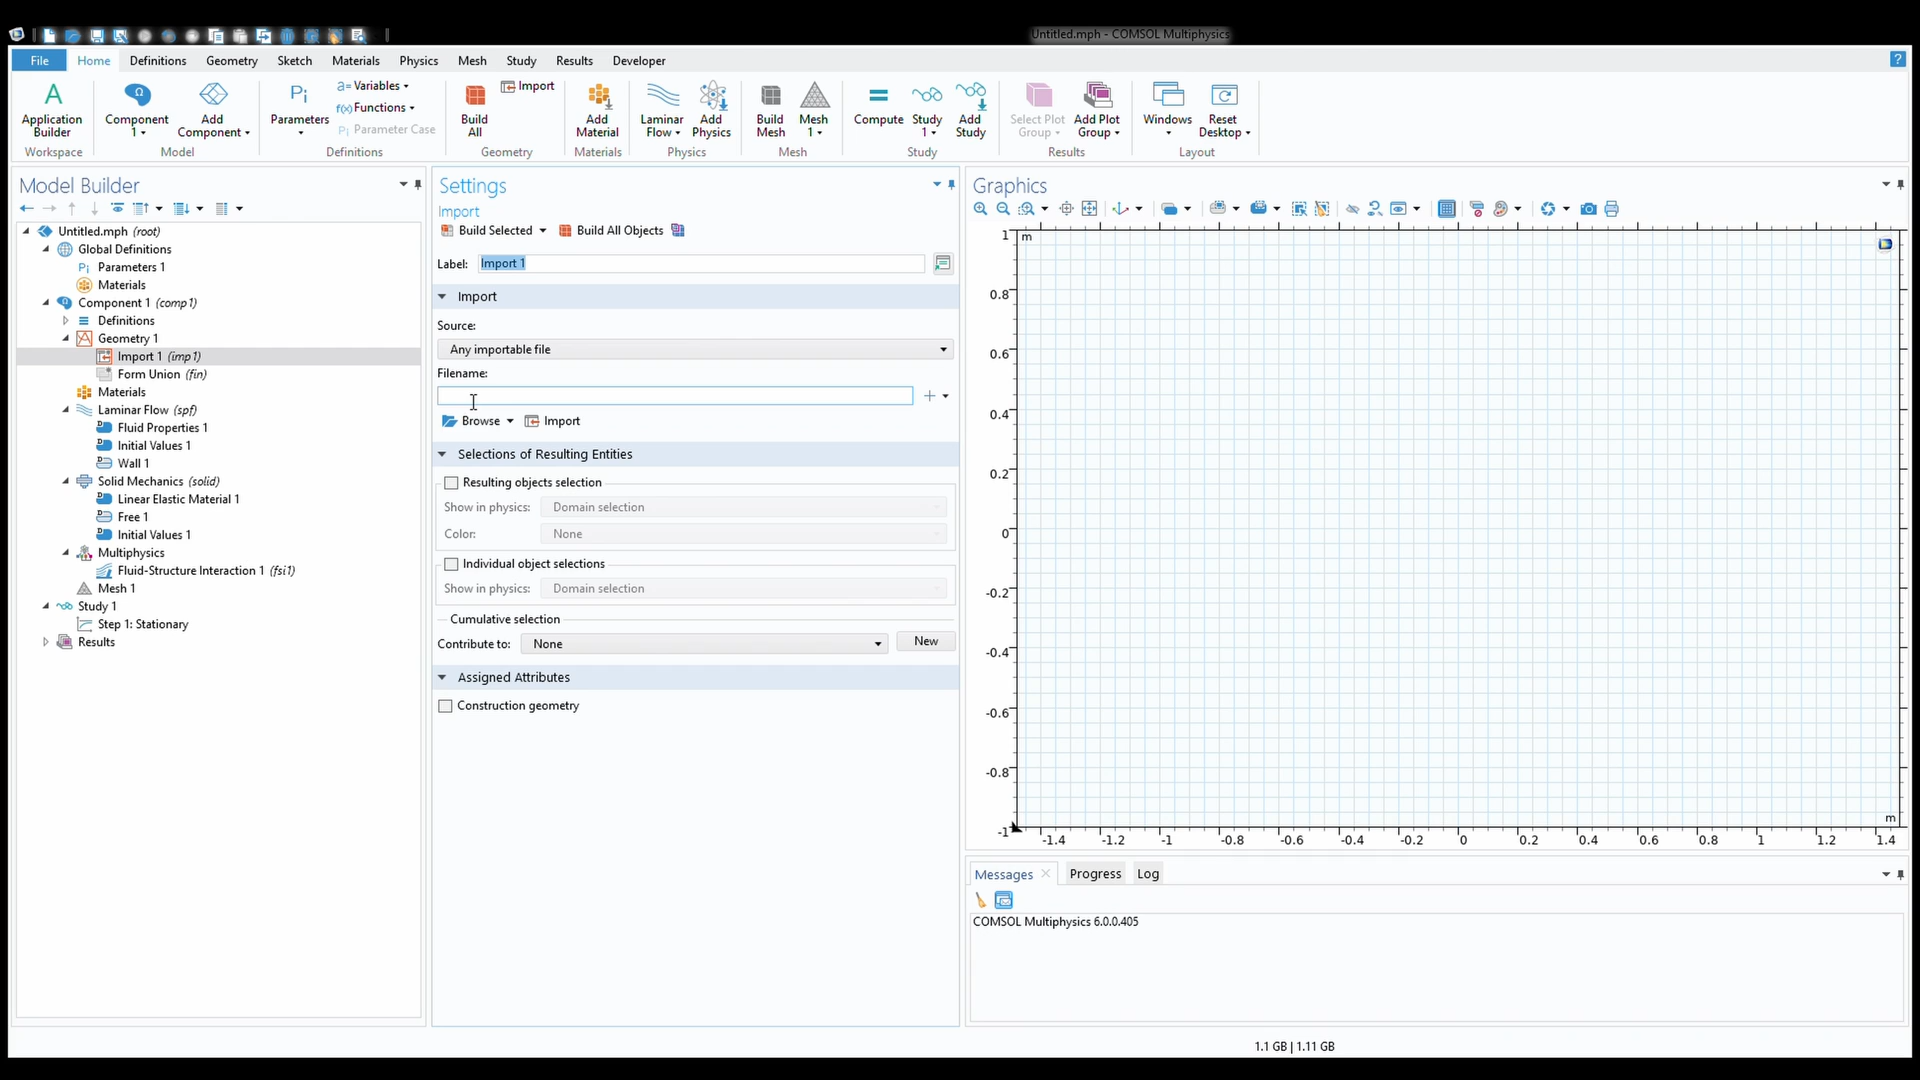 Untitled.mph - COMSOL Multiphysics
File Home Definitions Geometry Sketch Materials Physics Mesh Study Results Developer
Application Builder
Workspace
Component 1
Add Component
Model
Pi
Parameters
a= Variables
f(x) Functions
Pi Parameter Case
Definitions
Build All
Import
Geometry
Add Material
Materials
Laminar Flow
Add Physics
Physics
Build Mesh
Mesh 1
Mesh
Compute
Study 1
Add Study
Study
Select Plot Group
Add Plot Group
Results
Windows
Reset Desktop
Layout
Model Builder
Untitled.mph (root)
Global Definitions
Pi Parameters 1
Materials
Component 1 (comp1)
Definitions
Geometry 1
Import 1 (imp1)
Form Union (fin)
Materials
Laminar Flow (spf)
Fluid Properties 1
Initial Values 1
Wall 1
Solid Mechanics (solid)
Linear Elastic Material 1
Free 1
Initial Values 1
Multiphysics
Fluid-Structure Interaction 1 (fsi1)
Mesh 1
Study 1
Step 1: Stationary
Results
Settings
Import
Build Selected Build All Objects
Label: Import 1
Import
Source:
Any importable file
Filename:
Browse Import
Selections of Resulting Entities
Resulting objects selection
Show in physics: Domain selection
Color: None
Individual object selections
Show in physics: Domain selection
Cumulative selection
Contribute to: None New
Assigned Attributes
Construction geometry
Graphics
m
1
0.8
0.6
0.4
0.2
0
-0.2
-0.4
-0.6
-0.8
-1
m
-1.4 -1.2 -1 -0.8 -0.6 -0.4 -0.2 0 0.2 0.4 0.6 0.8 1 1.2 1.4
Messages Progress Log
COMSOL Multiphysics 6.0.0.405
1.1 GB | 1.11 GB